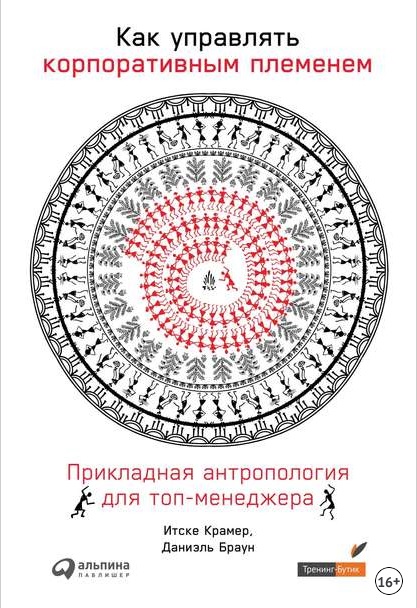 Как управлять
корпоративным племенем
Прикладная антропология
для топ-менеджера
Итске Крамер,
Даниэль Браун
альпина
ПАБЛИШЕР
Тренинг-Бутик
16+